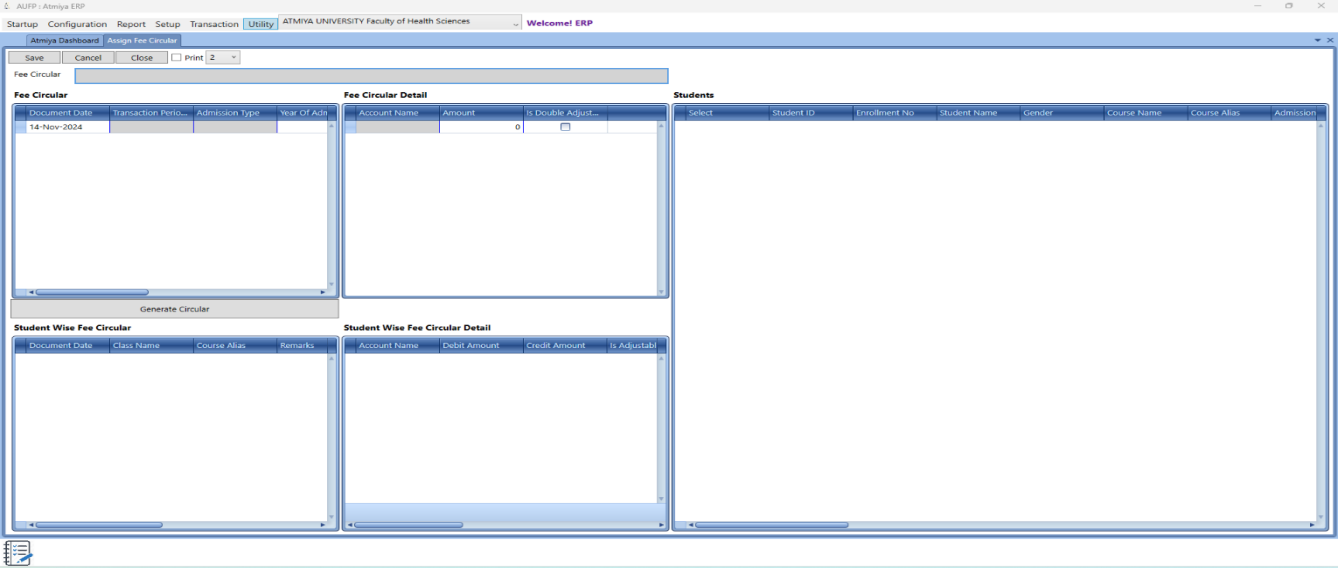 AUFP : Atmiya ERP
Startup Configuration Report Setup Transaction Utility ATMIYA UNIVERSITY Faculty of Health Sciences Welcome! ERP
Atmiya Dashboard Assign Fee Circular
Save Cancel Close Print 2
Fee Circular
Fee Circular Fee Circular Detail Students
Document Date Transaction Perio... Admission Type Year Of Adn Account Name Amount Is Double Adjust... Select Student ID Enrollment No Student Name Gender Course Name Course Alias Admission
14-Nov-2024 0
Generate Circular
Student Wise Fee Circular Student Wise Fee Circular Detail
Document Date Class Name Course Alias Remarks Account Name Debit Amount Credit Amount Is Adjustabl